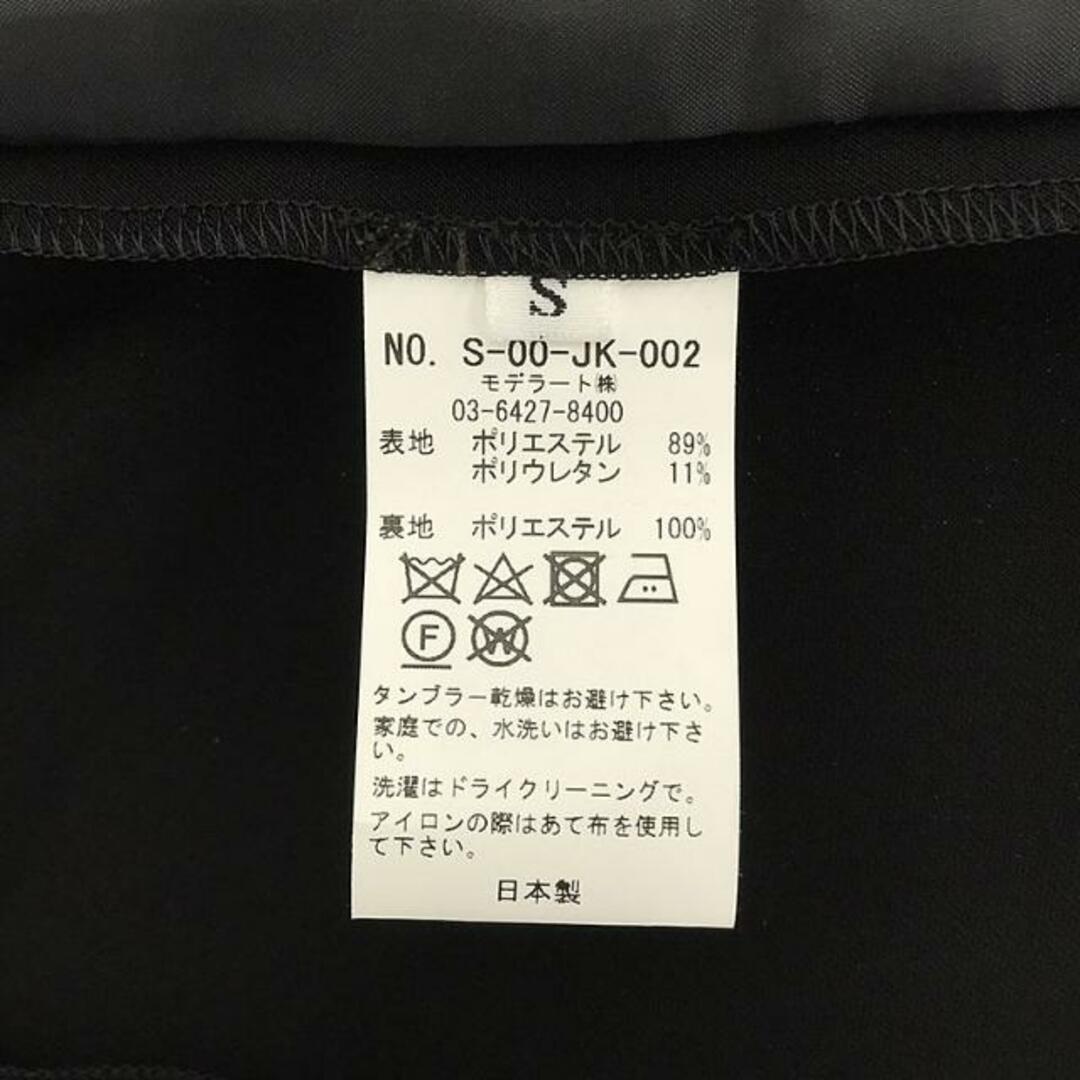 S
NO. S-00-JK-002
モデラート㈱
03-6427-8400
表地 ポリエステル 89%
ポリウレタン 11%
裏地 ポリエステル 100%
F W
タンブラー乾燥はお避け下さい。
家庭での、水洗いはお避け下さ
い。
洗濯はドライクリーニングで。
アイロンの際はあて布を使用し
て下さい。
日本製